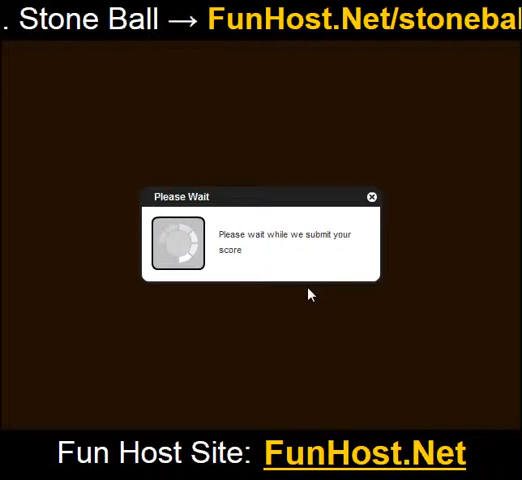 . Stone Ball → FunHost.Net/stonebal
Please Wait
Please wait while we submit your
score
Fun Host Site: FunHost.Net